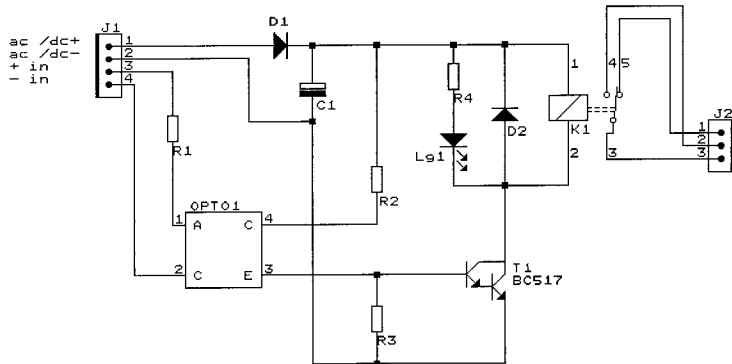 J1
ac /dc+ 1
ac /dc- 2
+ in 3
- in 4
D1
C1
R1
R4
Lg1
D2
1
K1
2
4 5
J2
1
2
3
3
R2
OPTO1
1 A C 4
2 C E 3
T1
BC517
R3